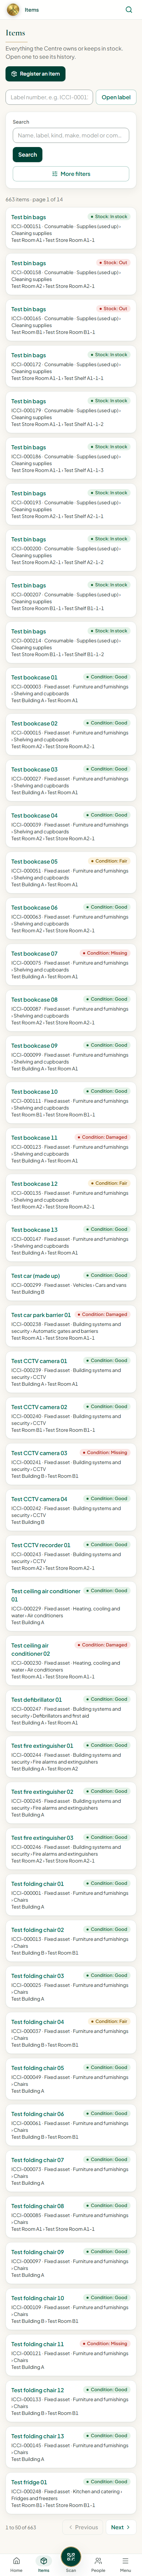 Items
Items
Everything the Centre owns or keeps in stock.
Open one to see its history.
Register an item
Label number, e.g. ICCI-0001
Open label
Search
Name, label, kind, make, model or com
Search
More filters
663 items · page 1 of 14
Test bin bags
Stock: In stock
ICCI-000151 · Consumable · Supplies (used up) ›
Cleaning supplies
Test Room A1 › Test Store Room A1-1
Test bin bags
Stock: Out
ICCI-000158 · Consumable · Supplies (used up) ›
Cleaning supplies
Test Room A2 › Test Store Room A2-1
Test bin bags
Stock: Out
ICCI-000165 · Consumable · Supplies (used up) ›
Cleaning supplies
Test Room B1 › Test Store Room B1-1
Test bin bags
Stock: In stock
ICCI-000172 · Consumable · Supplies (used up) ›
Cleaning supplies
Test Store Room A1-1 › Test Shelf A1-1-1
Test bin bags
Stock: In stock
ICCI-000179 · Consumable · Supplies (used up) ›
Cleaning supplies
Test Store Room A1-1 › Test Shelf A1-1-2
Test bin bags
Stock: In stock
ICCI-000186 · Consumable · Supplies (used up) ›
Cleaning supplies
Test Store Room A1-1 › Test Shelf A1-1-3
Test bin bags
Stock: In stock
ICCI-000193 · Consumable · Supplies (used up) ›
Cleaning supplies
Test Store Room A2-1 › Test Shelf A2-1-1
Test bin bags
Stock: In stock
ICCI-000200 · Consumable · Supplies (used up) ›
Cleaning supplies
Test Store Room A2-1 › Test Shelf A2-1-2
Test bin bags
Stock: In stock
ICCI-000207 · Consumable · Supplies (used up) ›
Cleaning supplies
Test Store Room B1-1 › Test Shelf B1-1-1
Test bin bags
Stock: In stock
ICCI-000214 · Consumable · Supplies (used up) ›
Cleaning supplies
Test Store Room B1-1 › Test Shelf B1-1-2
Test bookcase 01
Condition: Good
ICCI-000003 · Fixed asset · Furniture and furnishings
› Shelving and cupboards
Test Building A › Test Room A1
Test bookcase 02
Condition: Good
ICCI-000015 · Fixed asset · Furniture and furnishings
› Shelving and cupboards
Test Room A2 › Test Store Room A2-1
Test bookcase 03
Condition: Good
ICCI-000027 · Fixed asset · Furniture and furnishings
› Shelving and cupboards
Test Building A › Test Room A1
Test bookcase 04
Condition: Good
ICCI-000039 · Fixed asset · Furniture and furnishings
› Shelving and cupboards
Test Room A2 › Test Store Room A2-1
Test bookcase 05
Condition: Fair
ICCI-000051 · Fixed asset · Furniture and furnishings
› Shelving and cupboards
Test Building A › Test Room A1
Test bookcase 06
Condition: Good
ICCI-000063 · Fixed asset · Furniture and furnishings
› Shelving and cupboards
Test Room A2 › Test Store Room A2-1
Test bookcase 07
Condition: Missing
ICCI-000075 · Fixed asset · Furniture and furnishings
› Shelving and cupboards
Test Building A › Test Room A1
Test bookcase 08
Condition: Good
ICCI-000087 · Fixed asset · Furniture and furnishings
› Shelving and cupboards
Test Room A2 › Test Store Room A2-1
Test bookcase 09
Condition: Good
ICCI-000099 · Fixed asset · Furniture and furnishings
› Shelving and cupboards
Test Building A › Test Room A1
Test bookcase 10
Condition: Good
ICCI-000111 · Fixed asset · Furniture and furnishings
› Shelving and cupboards
Test Room B1 › Test Store Room B1-1
Test bookcase 11
Condition: Damaged
ICCI-000123 · Fixed asset · Furniture and furnishings
› Shelving and cupboards
Test Building A › Test Room A1
Test bookcase 12
Condition: Fair
ICCI-000135 · Fixed asset · Furniture and furnishings
› Shelving and cupboards
Test Room A2 › Test Store Room A2-1
Test bookcase 13
Condition: Good
ICCI-000147 · Fixed asset · Furniture and furnishings
› Shelving and cupboards
Test Building A › Test Room A1
Test car (made up)
Condition: Good
ICCI-000299 · Fixed asset · Vehicles › Cars and vans
Test Building B
Test car park barrier 01
Condition: Damaged
ICCI-000238 · Fixed asset · Building systems and
security › Automatic gates and barriers
Test Room A1 › Test Store Room A1-1
Test CCTV camera 01
Condition: Good
ICCI-000239 · Fixed asset · Building systems and
security › CCTV
Test Building A › Test Room A1
Test CCTV camera 02
Condition: Good
ICCI-000240 · Fixed asset · Building systems and
security › CCTV
Test Room B1 › Test Store Room B1-1
Test CCTV camera 03
Condition: Missing
ICCI-000241 · Fixed asset · Building systems and
security › CCTV
Test Building B › Test Room B1
Test CCTV camera 04
Condition: Good
ICCI-000242 · Fixed asset · Building systems and
security › CCTV
Test Building B
Test CCTV recorder 01
Condition: Good
ICCI-000243 · Fixed asset · Building systems and
security › CCTV
Test Room A2 › Test Store Room A2-1
Test ceiling air conditioner
01
Condition: Good
ICCI-000229 · Fixed asset · Heating, cooling and
water › Air conditioners
Test Building A
Test ceiling air
conditioner 02
Condition: Damaged
ICCI-000230 · Fixed asset · Heating, cooling and
water › Air conditioners
Test Room A1 › Test Store Room A1-1
Test defibrillator 01
Condition: Good
ICCI-000247 · Fixed asset · Building systems and
security › Defibrillators and first aid
Test Building A › Test Room A1
Test fire extinguisher 01
Condition: Good
ICCI-000244 · Fixed asset · Building systems and
security › Fire alarms and extinguishers
Test Building A › Test Room A2
Test fire extinguisher 02
Condition: Good
ICCI-000245 · Fixed asset · Building systems and
security › Fire alarms and extinguishers
Test Building A
Test fire extinguisher 03
Condition: Good
ICCI-000246 · Fixed asset · Building systems and
security › Fire alarms and extinguishers
Test Room A2 › Test Store Room A2-1
Test folding chair 01
Condition: Good
ICCI-000001 · Fixed asset · Furniture and furnishings
› Chairs
Test Building A
Test folding chair 02
Condition: Good
ICCI-000013 · Fixed asset · Furniture and furnishings
› Chairs
Test Building B › Test Room B1
Test folding chair 03
Condition: Good
ICCI-000025 · Fixed asset · Furniture and furnishings
› Chairs
Test Building A
Test folding chair 04
Condition: Fair
ICCI-000037 · Fixed asset · Furniture and furnishings
› Chairs
Test Building B › Test Room B1
Test folding chair 05
Condition: Good
ICCI-000049 · Fixed asset · Furniture and furnishings
› Chairs
Test Building A
Test folding chair 06
Condition: Good
ICCI-000061 · Fixed asset · Furniture and furnishings
› Chairs
Test Building B › Test Room B1
Test folding chair 07
Condition: Good
ICCI-000073 · Fixed asset · Furniture and furnishings
› Chairs
Test Building A
Test folding chair 08
Condition: Good
ICCI-000085 · Fixed asset · Furniture and furnishings
› Chairs
Test Room A1 › Test Store Room A1-1
Test folding chair 09
Condition: Good
ICCI-000097 · Fixed asset · Furniture and furnishings
› Chairs
Test Building A
Test folding chair 10
Condition: Good
ICCI-000109 · Fixed asset · Furniture and furnishings
› Chairs
Test Building B › Test Room B1
Test folding chair 11
Condition: Missing
ICCI-000121 · Fixed asset · Furniture and furnishings
› Chairs
Test Building A
Test folding chair 12
Condition: Good
ICCI-000133 · Fixed asset · Furniture and furnishings
› Chairs
Test Building B › Test Room B1
Test folding chair 13
Condition: Good
ICCI-000145 · Fixed asset · Furniture and furnishings
› Chairs
Test Building A
Test fridge 01
Condition: Good
ICCI-000248 · Fixed asset · Kitchen and catering ›
Fridges and freezers
Test Room B1 › Test Store Room B1-1
1 to 50 of 663
Previous
Next
Home
Items
Scan
People
Menu